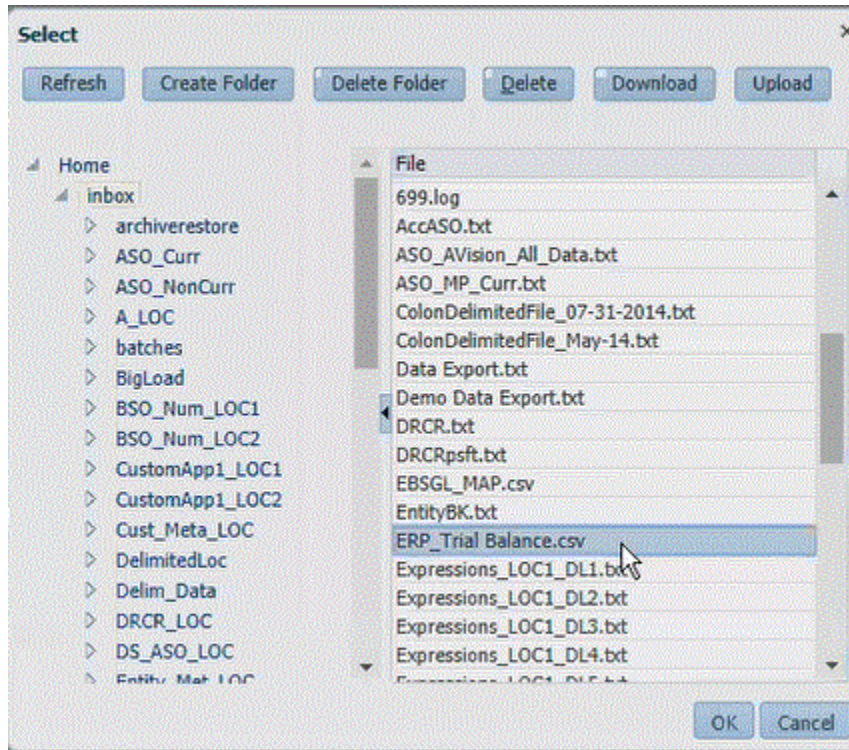 Select
Refresh Create Folder Delete Folder Delete Download Upload
Home
inbox
archiverestore
ASO_Curr
ASO_NonCurr
A_LOC
batches
BigLoad
BSO_Num_LOC1
BSO_Num_LOC2
CustomApp1_LOC1
CustomApp1_LOC2
Cust_Meta_LOC
DelimitedLoc
Delim_Data
DRCR_LOC
DS_ASO_LOC
Entity_Met_LOC
File
699.log
AccASO.txt
ASO_AVision_All_Data.txt
ASO_MP_Curr.txt
ColonDelimitedFile_07-31-2014.txt
ColonDelimitedFile_May-14.txt
Data Export.txt
Demo Data Export.txt
DRCR.txt
DRCRpsft.txt
EBSGL_MAP.csv
EntityBK.txt
ERP_Trial Balance.csv
Expressions_LOC1_DL1.txt
Expressions_LOC1_DL2.txt
Expressions_LOC1_DL3.txt
Expressions_LOC1_DL4.txt
Expressions_LOC1_DL5.txt
OK Cancel